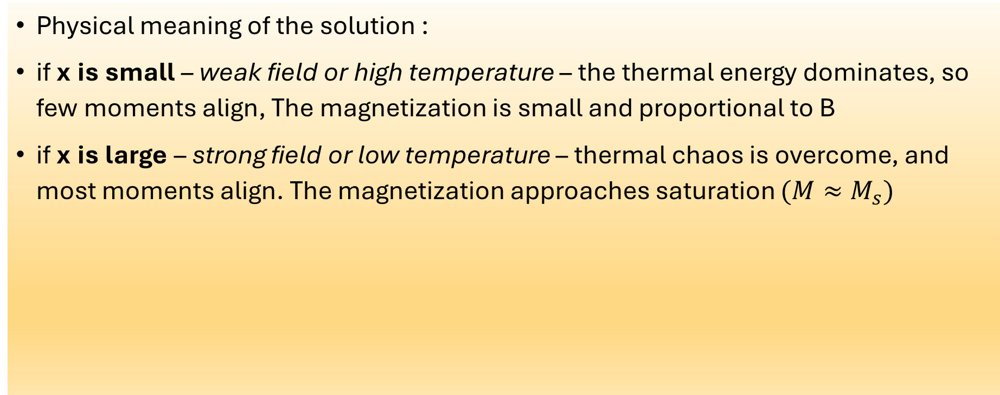 • Physical meaning of the solution :
• if x is small – weak field or high temperature – the thermal energy dominates, so
few moments align, The magnetization is small and proportional to B
• if x is large – strong field or low temperature – thermal chaos is overcome, and
most moments align. The magnetization approaches saturation (𝑀 ≈ 𝑀ₛ)